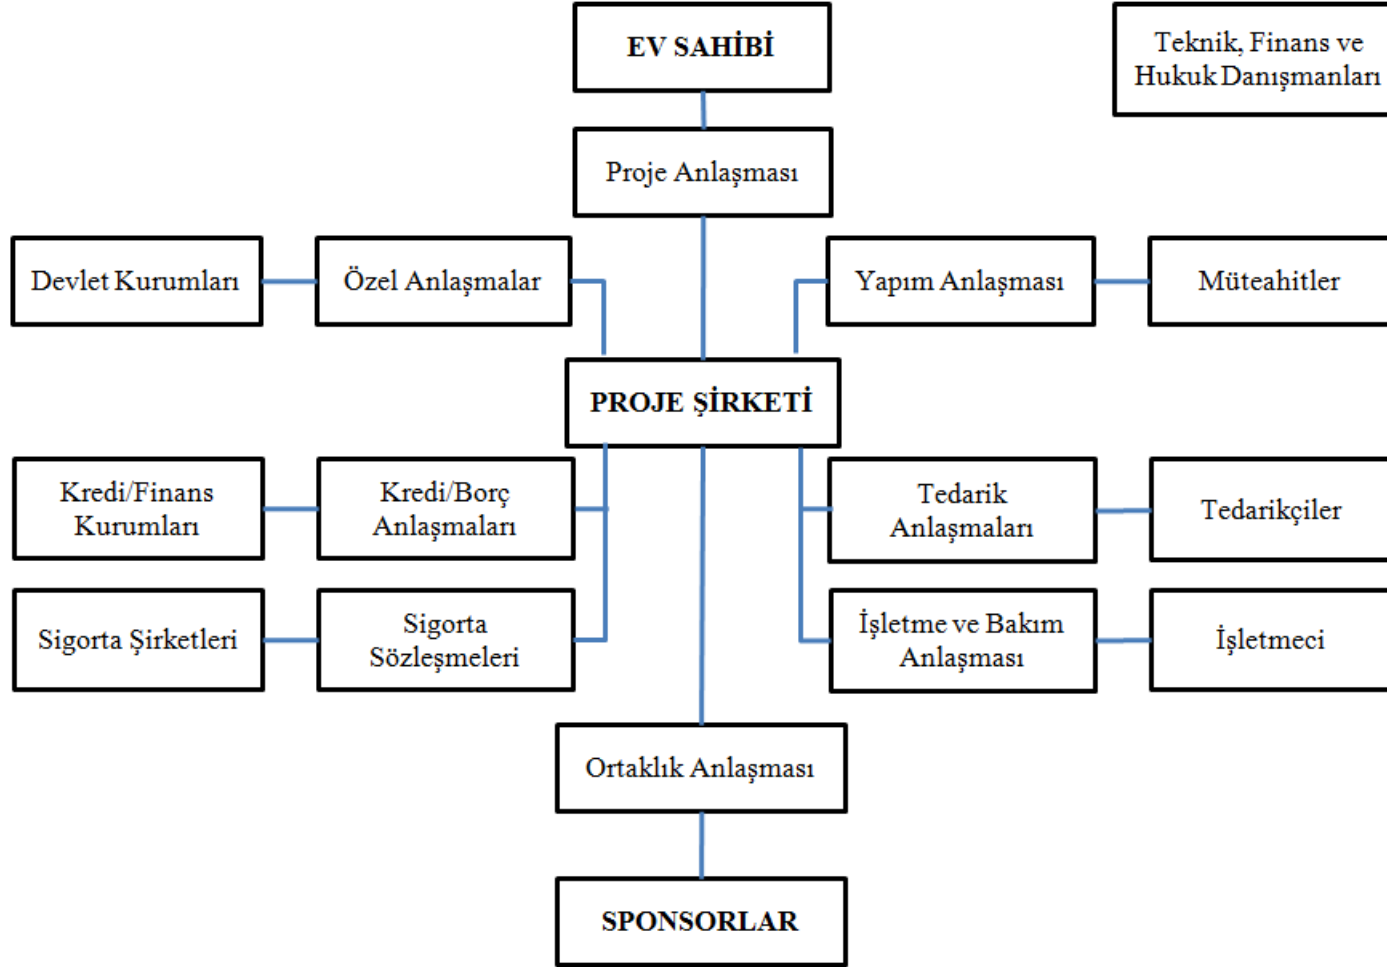 EV SAHİBİ
Teknik, Finans ve
Hukuk Danışmanları
Proje Anlaşması
Devlet Kurumları
Özel Anlaşmalar
Yapım Anlaşması
Müteahitler
PROJE ŞİRKETİ
Kredi/Finans
Kurumları
Kredi/Borç
Anlaşmaları
Tedarik
Anlaşmaları
Tedarikçiler
Sigorta Şirketleri
Sigorta
Sözleşmeleri
İşletme ve Bakım
Anlaşması
İşletmeci
Ortaklık Anlaşması
SPONSORLAR